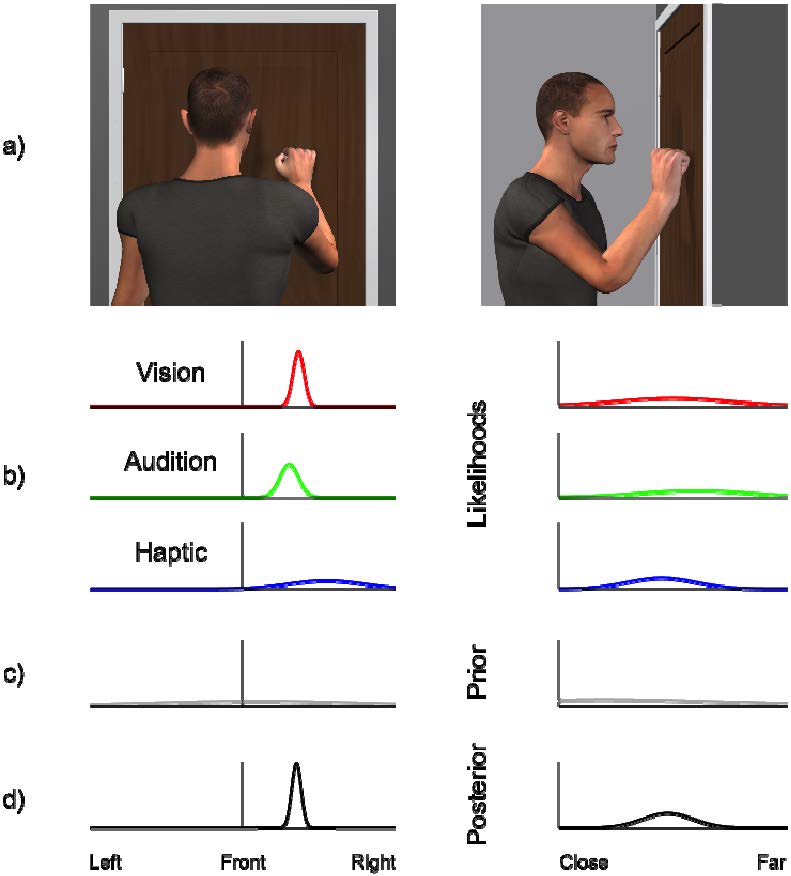 a)
Vision
Audition
b)
Haptic
Likelihoods
c)
Prior
d)
Posterior
Left Front Right Close Far